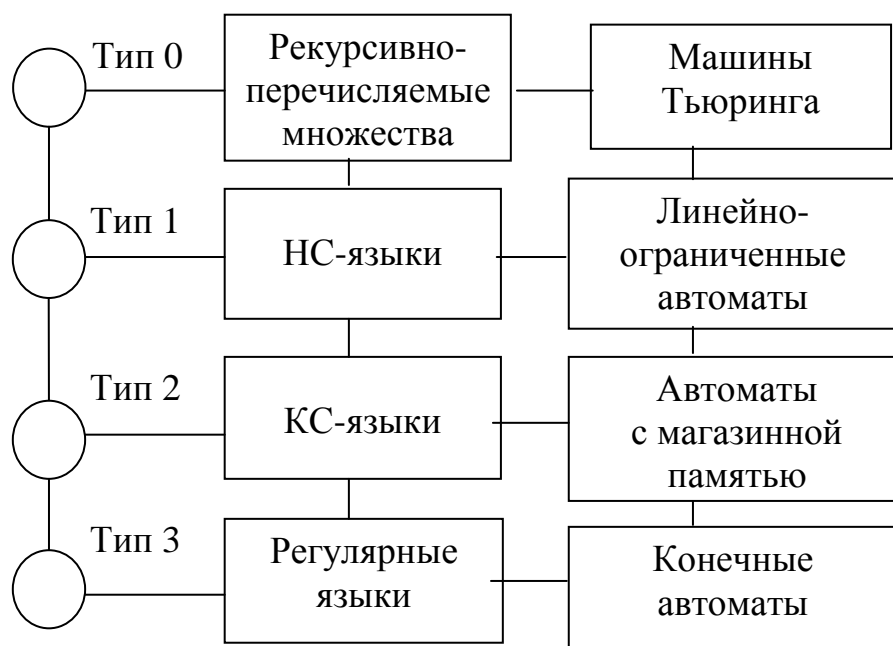 Тип 0
Рекурсивно-
перечисляемые
множества
Машины
Тьюринга
Тип 1
НС-языки
Линейно-
ограниченные
автоматы
Тип 2
КС-языки
Автоматы
с магазинной
памятью
Тип 3
Регулярные
языки
Конечные
автоматы